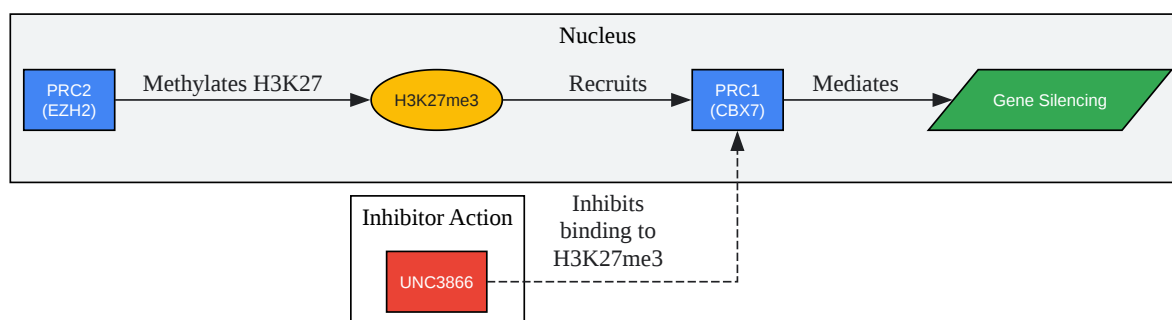 Nucleus
PRC2
(EZH2)
Methylates H3K27
H3K27me3
Recruits
PRC1
(CBX7)
Mediates
Gene Silencing
Inhibitor Action
UNC3866
Inhibits
binding to
H3K27me3